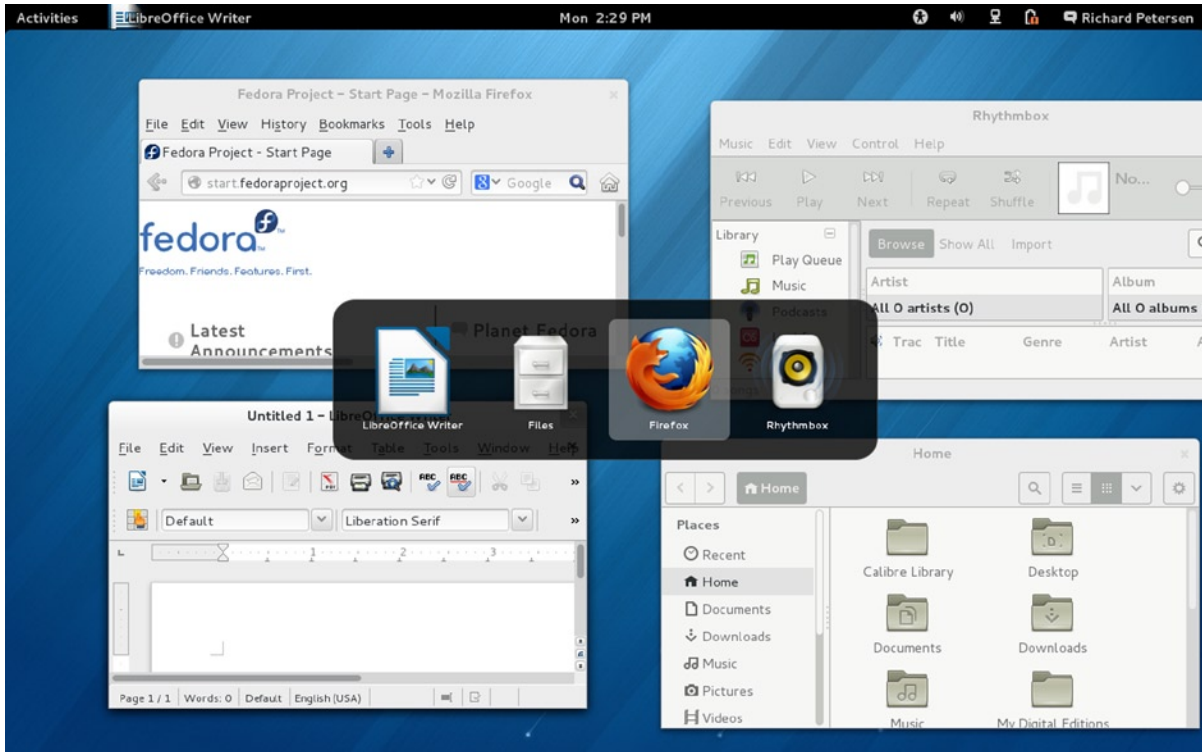 Activities LibreOffice Writer Mon 2:29 PM Richard Petersen
Fedora Project – Start Page – Mozilla Firefox
File Edit View History Bookmarks Tools Help
Fedora Project - Start Page
start.fedoraproject.org Google
fedora
Freedom. Friends. Features. First.
Latest
Announcements
Planet Fedora
Rhythmbox
Music Edit View Control Help
Previous Play Next Repeat Shuffle
No...
Library
Browse Show All Import
Play Queue
Music
Podcasts
Artist Album
All 0 artists (0) All 0 albums
Trac Title Genre Artist
LibreOffice Writer Files Firefox Rhythmbox
Untitled 1 – LibreOffice Writer
File Edit View Insert Format Table Tools Window Help
Default Liberation Serif
1 2 3
Page 1 / 1 Words: 0 Default English (USA)
Home
Home
Places
Recent
Home
Documents
Downloads
Music
Pictures
Videos
Calibre Library Desktop
Documents Downloads
Music My Digital Editions